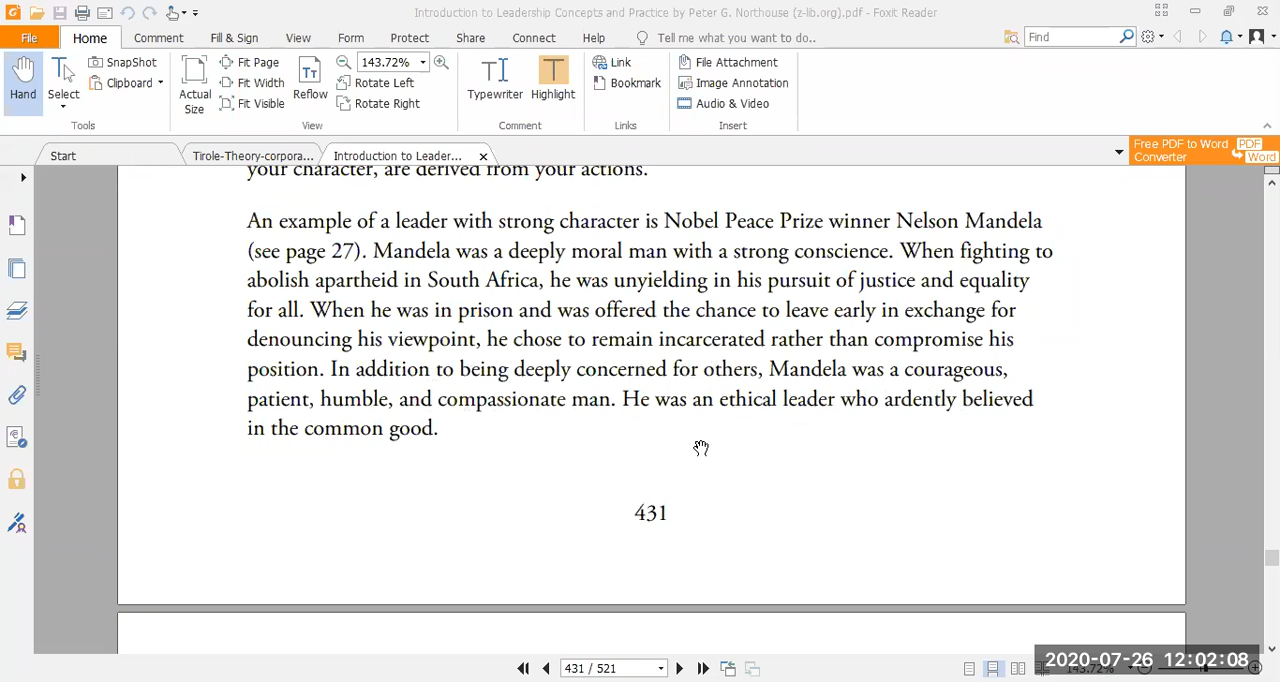 Introduction to Leadership Concepts and Practice by Peter G. Northouse (z-lib.org).pdf - Foxit Reader
File Home Comment Fill & Sign View Form Protect Share Connect Help Tell me what you want to do.. Find
Hand
Select
SnapShot
Clipboard
Tools
Actual Size
Fit Page
Fit Width
Fit Visible
Reflow
143.72%
Rotate Left
Rotate Right
View
Typewriter
Highlight
Comment
Link
Bookmark
Links
File Attachment
Image Annotation
Audio & Video
Insert
Start Tirole-Theory-corpora... Introduction to Leader...
Free PDF to Word PDF
Converter Word
your character, are derived from your actions.
An example of a leader with strong character is Nobel Peace Prize winner Nelson Mandela
(see page 27). Mandela was a deeply moral man with a strong conscience. When fighting to
abolish apartheid in South Africa, he was unyielding in his pursuit of justice and equality
for all. When he was in prison and was offered the chance to leave early in exchange for
denouncing his viewpoint, he chose to remain incarcerated rather than compromise his
position. In addition to being deeply concerned for others, Mandela was a courageous,
patient, humble, and compassionate man. He was an ethical leader who ardently believed
in the common good.
431
431 / 521
143.72%
2020-07-26 12:02:08